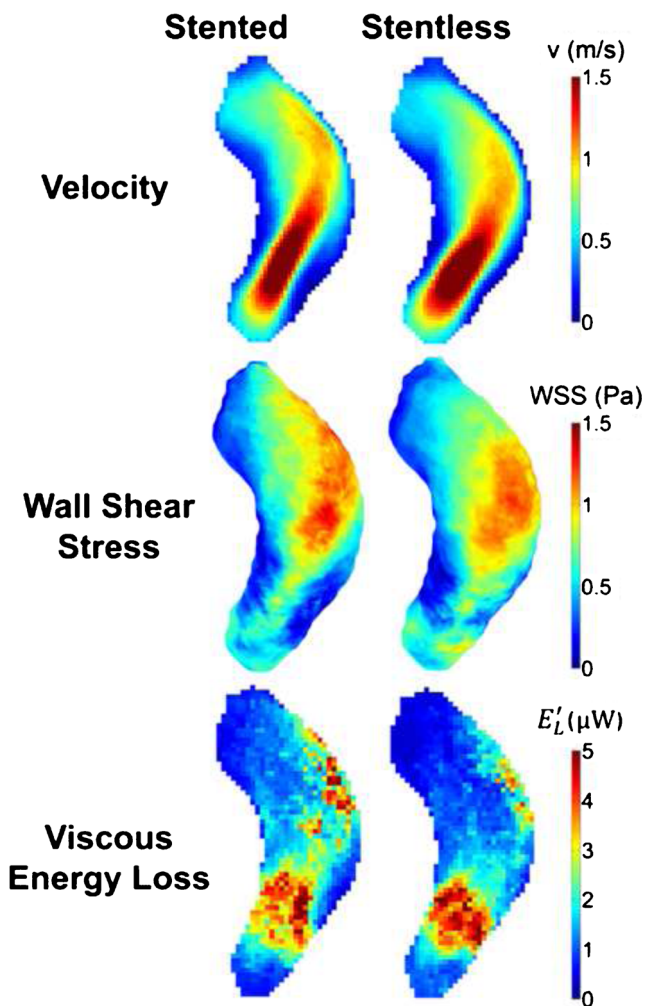 Stented Stentless
v (m/s)
1.5
1
0.5
0
Velocity
WSS (Pa)
1.5
1
0.5
0
Wall Shear
Stress
E′L(μW)
5
4
3
2
1
0
Viscous
Energy Loss